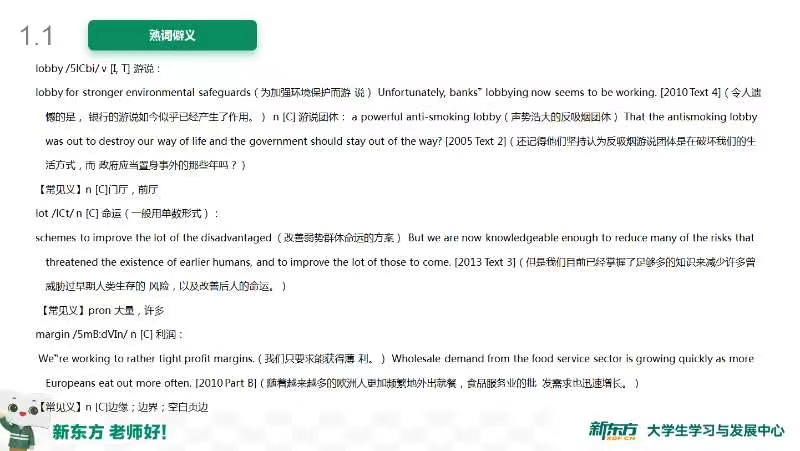 1.1
熟词僻义
lobby /5lCbi/ v [I, T] 游说：
lobby for stronger environmental safeguards（为加强环境保护而游 说） Unfortunately, banks‟ lobbying now seems to be working. [2010 Text 4]（令人遗
憾的是， 银行的游说如今似乎已经产生了作用。） n [C] 游说团体： a powerful anti-smoking lobby（声势浩大的反吸烟团体） That the antismoking lobby
was out to destroy our way of life and the government should stay out of the way? [2005 Text 2]（还记得他们坚持认为反吸烟游说团体是在破坏我们的生
活方式，而 政府应当置身事外的那些年吗？）
【常见义】n [C]门厅，前厅
lot /lCt/ n [C] 命运（一般用单数形式）：
schemes to improve the lot of the disadvantaged （改善弱势群体命运的方案） But we are now knowledgeable enough to reduce many of the risks that
threatened the existence of earlier humans, and to improve the lot of those to come. [2013 Text 3]（但是我们目前已经掌握了足够多的知识来减少许多曾
威胁过早期人类生存的 风险，以及改善后人的命运。）
【常见义】pron 大量，许多
margin /5mB:dVIn/ n [C] 利润：
We‟re working to rather tight profit margins.（我们只要求能获得薄 利。） Wholesale demand from the food service sector is growing quickly as more
Europeans eat out more often. [2010 Part B]（随着越来越多的欧洲人更加频繁地外出就餐，食品服务业的批 发需求也迅速增长。）
【常见义】n [C]边缘；边界；空白页边
新东方 老师好!
新东方 XDF.CN 大学生学习与发展中心